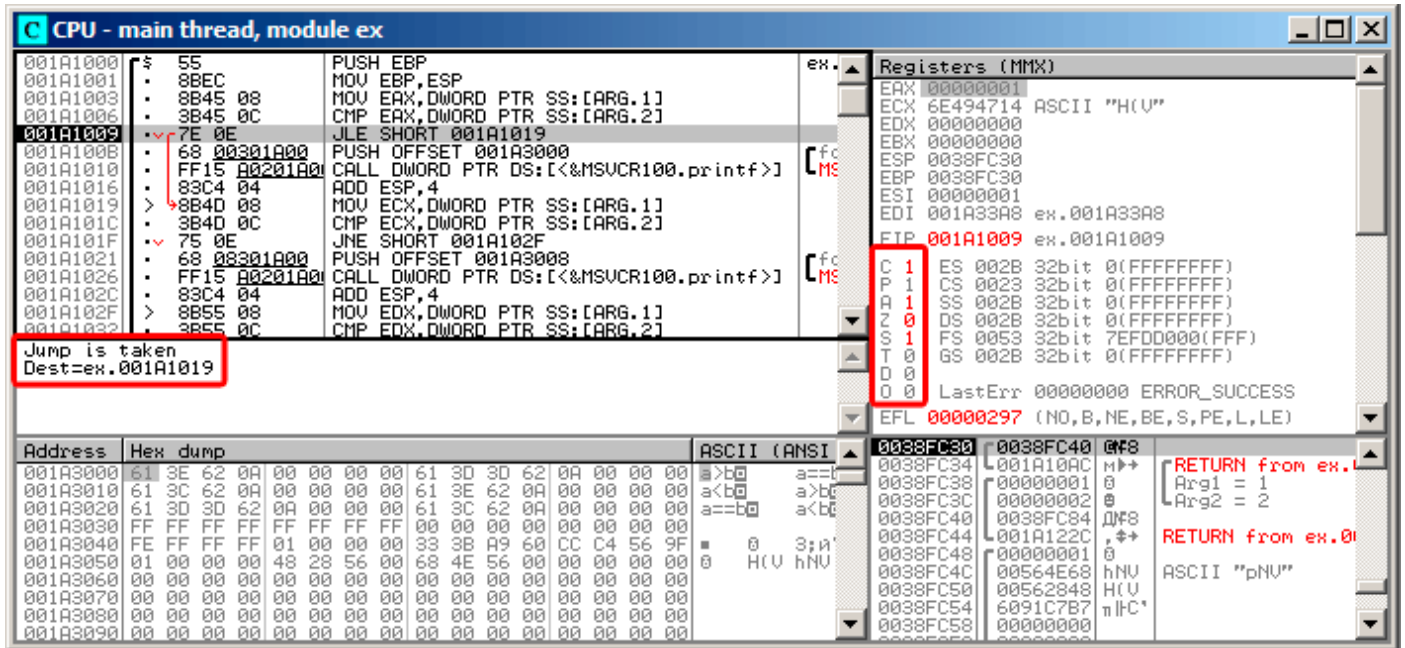 CPU - main thread, module ex
001A1000 $ 55 PUSH EBP ex.
001A1001 . 8BEC MOV EBP,ESP
001A1003 . 8B45 08 MOV EAX,DWORD PTR SS:[ARG.1]
001A1006 . 3B45 0C CMP EAX,DWORD PTR SS:[ARG.2]
001A1009 . 7E 0E JLE SHORT 001A1019
001A100B . 68 00301A00 PUSH OFFSET 001A3000
001A1010 . FF15 A0201A0 CALL DWORD PTR DS:[<&MSVCR100.printf>] MS
001A1016 . 83C4 04 ADD ESP,4
001A1019 > 8B4D 08 MOV ECX,DWORD PTR SS:[ARG.1]
001A101C . 3B4D 0C CMP ECX,DWORD PTR SS:[ARG.2]
001A101F . 75 0E JNE SHORT 001A102F
001A1021 . 68 08301A00 PUSH OFFSET 001A3008
001A1026 . FF15 A0201A0 CALL DWORD PTR DS:[<&MSVCR100.printf>] MS
001A102C . 83C4 04 ADD ESP,4
001A102F > 8B55 08 MOV EDX,DWORD PTR SS:[ARG.1]
001A1032 . 3B55 0C CMP EDX,DWORD PTR SS:[ARG.2]
Jump is taken
Dest=ex.001A1019
Registers (MMX)
EAX 00000001
ECX 6E494714 ASCII "H(V"
EDX 00000000
EBX 00000000
ESP 0038FC30
EBP 0038FC30
ESI 00000001
EDI 001A33A8 ex.001A33A8
EIP 001A1009 ex.001A1009
C 1 ES 002B 32bit 0(FFFFFFFF)
P 1 CS 0023 32bit 0(FFFFFFFF)
A 1 SS 002B 32bit 0(FFFFFFFF)
Z 0 DS 002B 32bit 0(FFFFFFFF)
S 1 FS 0053 32bit 7EFDD000(FFF)
T 0 GS 002B 32bit 0(FFFFFFFF)
D 0
O 0 LastErr 00000000 ERROR_SUCCESS
EFL 00000297 (NO,B,NE,BE,S,PE,L,LE)
Address Hex dump ASCII (ANSI
001A3000 61 3E 62 0A 00 00 00 00 61 3D 3D 62 0A 00 00 00 a>b a==b
001A3010 61 3C 62 0A 00 00 00 00 61 3E 62 0A 00 00 00 00 a<b a>b
001A3020 61 3D 3D 62 0A 00 00 00 61 3C 62 0A 00 00 00 00 a==b a<b
001A3030 FF FF FF FF FF FF FF FF 00 00 00 00 00 00 00 00
001A3040 FE FF FF FF 01 00 00 00 33 3B A9 60 CC C4 56 9F
001A3050 01 00 00 00 48 28 56 00 68 4E 56 00 00 00 00 00 H(V hNV
001A3060 00 00 00 00 00 00 00 00 00 00 00 00 00 00 00 00
001A3070 00 00 00 00 00 00 00 00 00 00 00 00 00 00 00 00
001A3080 00 00 00 00 00 00 00 00 00 00 00 00 00 00 00 00
001A3090 00 00 00 00 00 00 00 00 00 00 00 00 00 00 00 00
0038FC30 0038FC40
0038FC34 001A10AC RETURN from ex.
0038FC38 00000001 Arg1 = 1
0038FC3C 00000002 Arg2 = 2
0038FC40 0038FC84
0038FC44 001A122C RETURN from ex.0
0038FC48 00000001
0038FC4C 00564E68 hNV ASCII "pNV"
0038FC50 00562848 H(V
0038FC54 6091C7B7
0038FC58 00000000